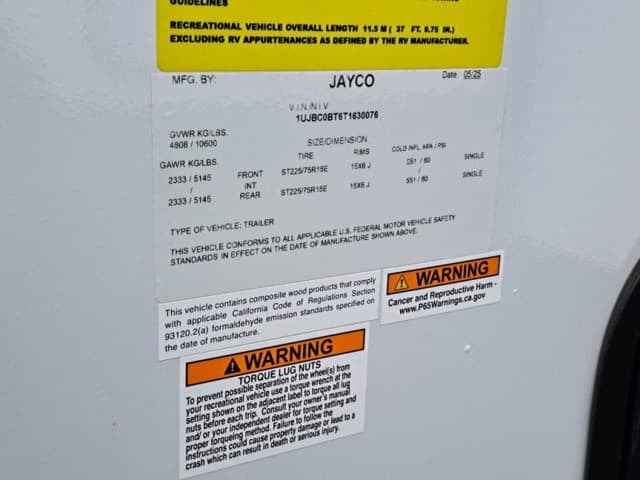 GUIDELINES
RECREATIONAL VEHICLE OVERALL LENGTH 11.5 M ( 37 FT. 9.75 IN.)
EXCLUDING RV APPURTENANCES AS DEFINED BY THE RV MANUFACTURER.
MFG. BY: JAYCO Date: 05/25
V I N / N I V
1UJBC0BT6T1630076
GVWR KG/LBS.
4808 / 10600
SIZE/DIMENSION
GAWR KG/LBS. TIRE RIMS COLD INFL. KPA / PSI
2333 / 5145 FRONT ST225/75R15E 15X6 J 551 / 80 SINGLE
/ INT /
2333 / 5145 REAR ST225/75R15E 15X6 J 551 / 80 SINGLE
TYPE OF VEHICLE: TRAILER
THIS VEHICLE CONFORMS TO ALL APPLICABLE U.S. FEDERAL MOTOR VEHICLE SAFETY
STANDARDS IN EFFECT ON THE DATE OF MANUFACTURE SHOWN ABOVE.
This vehicle contains composite wood products that comply
with applicable California Code of Regulations Section
93120.2(a) formaldehyde emission standards specified on
the date of manufacture.
WARNING
Cancer and Reproductive Harm -
www.P65Warnings.ca.gov
WARNING
TORQUE LUG NUTS
To prevent possible separation of the wheel(s) from
your recreational vehicle use a torque wrench at the
setting shown on the adjacent label to torque all lug
nuts before each trip. Consult your owner's manual
and/ or your independent dealer for torque setting and
proper torqueing method. Failure to follow the
instructions could cause property damage or lead to a
crash which can result in death or serious injury.